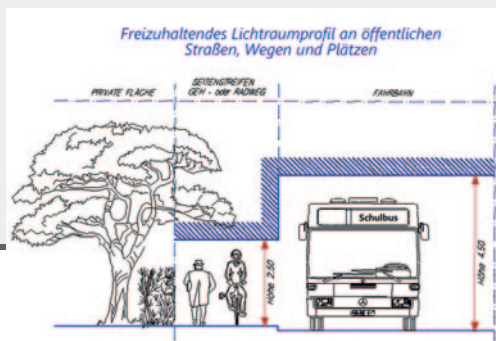 Freizuhaltendes Lichtraumprofil an öffentlichen
Straßen, Wegen und Plätzen
PRIVATE FLÄCHE
SEITENSTREIFEN
GEH - oder RADWEG
FAHRBAHN
Schulbus
Höhe 2.50
Höhe 4.50